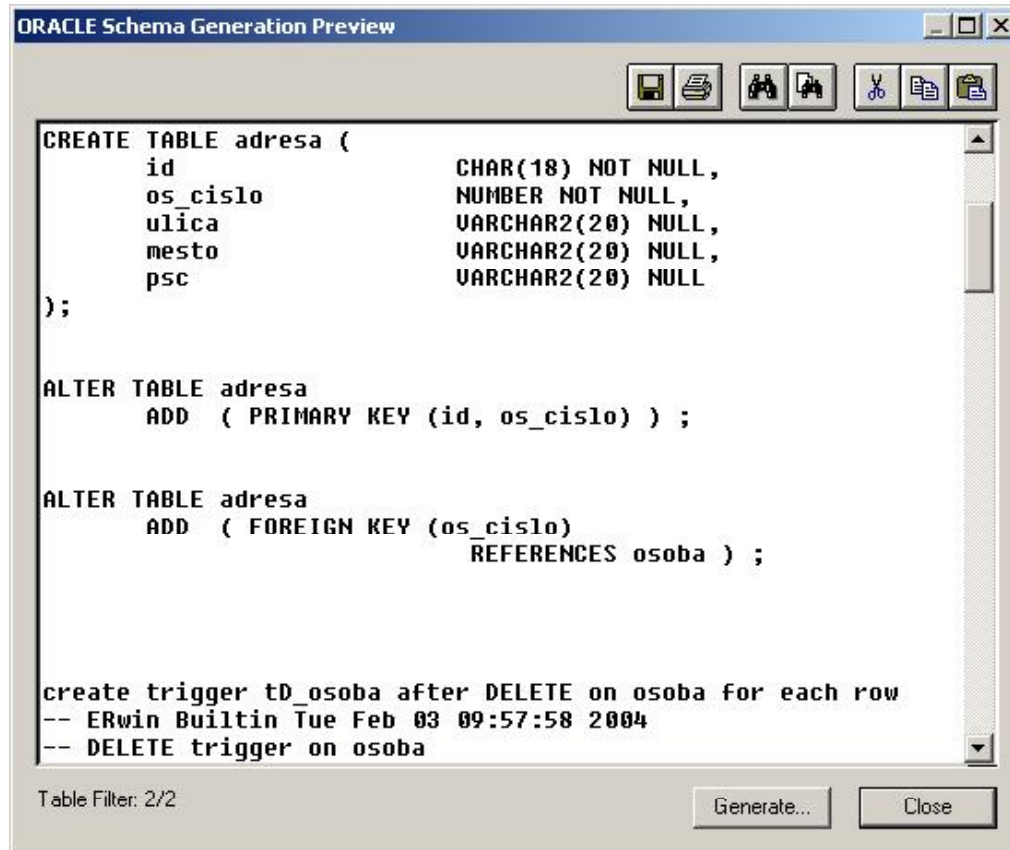 ORACLE Schema Generation Preview
CREATE TABLE adresa (
id CHAR(18) NOT NULL,
os_cislo NUMBER NOT NULL,
ulica VARCHAR2(20) NULL,
mesto VARCHAR2(20) NULL,
psc VARCHAR2(20) NULL
);
ALTER TABLE adresa
ADD ( PRIMARY KEY (id, os_cislo) ) ;
ALTER TABLE adresa
ADD ( FOREIGN KEY (os_cislo)
REFERENCES osoba ) ;
create trigger tD_osoba after DELETE on osoba for each row
-- ERwin Builtin Tue Feb 03 09:57:58 2004
-- DELETE trigger on osoba
Table Filter: 2/2
Generate...
Close